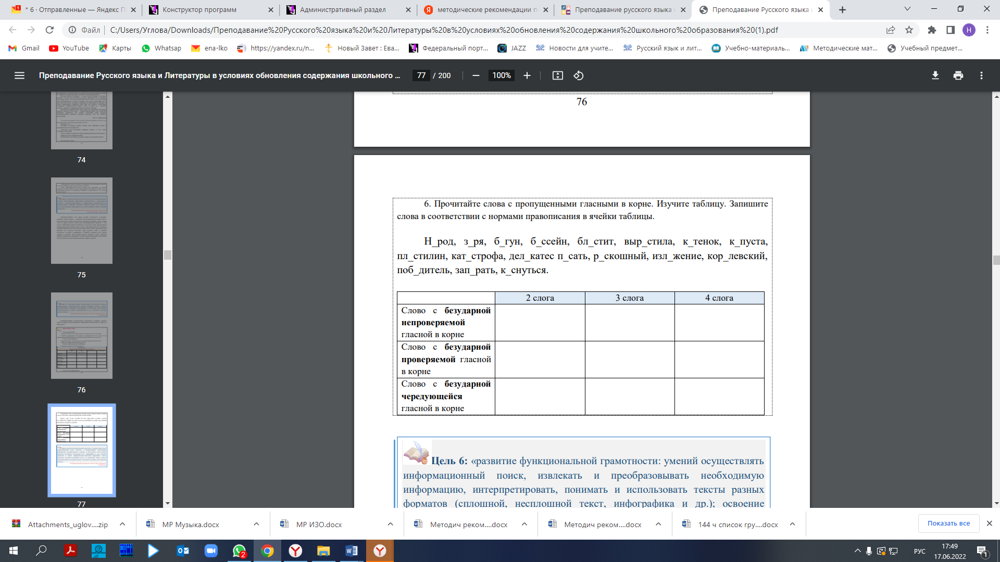 * 6 · Отправленные — Яндекс П
Конструктор программ
Административный раздел
методические рекомендации п
Преподавание русского языка
Преподавание Русского языка и
Файл
C:/Users/Углова/Downloads/Преподавание%20Русского%20языка%20и%20Литературы%20в%20условиях%20обновления%20содержания%20школьного%20образования%20(1).pdf
Gmail
YouTube
Карты
Whatsap
ena-lko
https://yandex.ru/n...
Новый Завет : Ева...
Федеральный порт...
JAZZ
Новости для учите...
Русский язык и лит...
Учебно-материаль...
Методические мат...
Учебный предмет...
Преподавание Русского языка и Литературы в условиях обновления содержания школьного ...
77 / 200
100%
74
75
76
77
76
6. Прочитайте слова с пропущенными гласными в корне. Изучите таблицу. Запишите
слова в соответствии с нормами правописания в ячейки таблицы.
Н_род, з_ря, б_гун, б_ссейн, бл_стит, выр_стила, к_тенок, к_пуста,
пл_стилин, кат_строфа, дел_катес п_сать, р_скошный, изл_жение, кор_левский,
поб_дитель, зап_рать, к_снуться.
2 слога
3 слога
4 слога
Слово с безударной
непроверяемой
гласной в корне
Слово с безударной
проверяемой гласной
в корне
Слово с безударной
чередующейся
гласной в корне
Цель 6: «развитие функциональной грамотности: умений осуществлять
информационный поиск, извлекать и преобразовывать необходимую
информацию, интерпретировать, понимать и использовать тексты разных
форматов (сплошной, несплошной текст, инфографика и др.); освоение
Attachments_uglov....zip
МР Музыка.docx
МР ИЗО.docx
Методич реком....docx
Методич реком....docx
144 ч список гру....docx
Показать все
2
РУС
17:49
17.06.2022
1